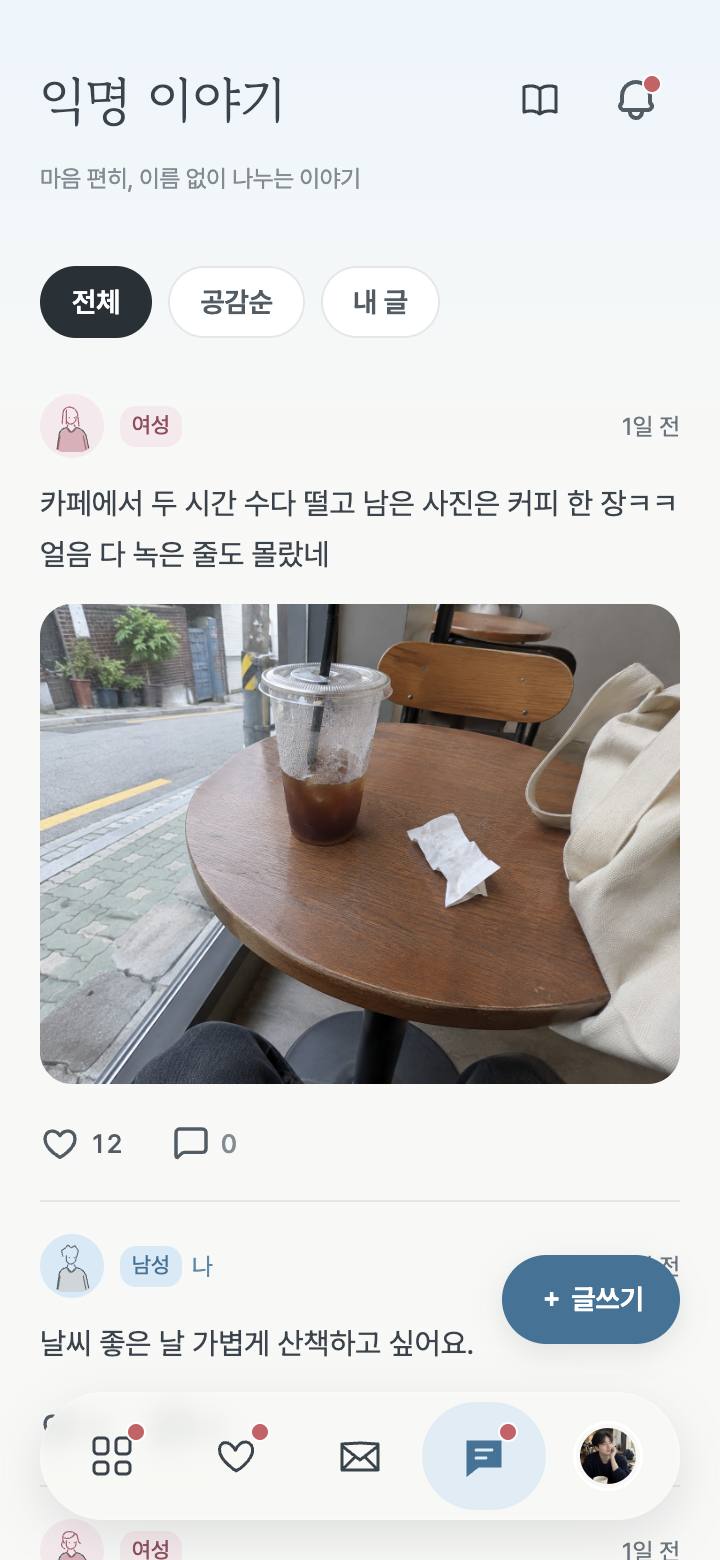 익명 이야기
마음 편히, 이름 없이 나누는 이야기
전체 공감순 내 글
여성 1일 전
카페에서 두 시간 수다 떨고 남은 사진은 커피 한 장ㅋㅋ
얼음 다 녹은 줄도 몰랐네
12 0
남성 나 전
+ 글쓰기
날씨 좋은 날 가볍게 산책하고 싶어요.
여성 1일 전